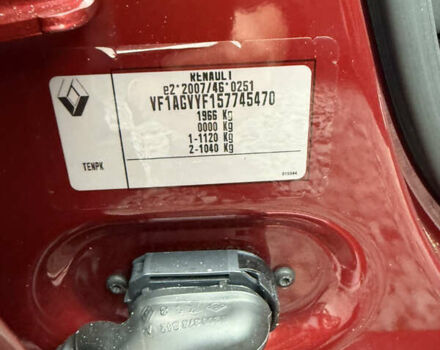 RENAULT
e2*2007/46*0251
VF1AGVYF157745470
1966 Kg
0000 Kg
1-1120 Kg
2-1040 Kg
TENPK